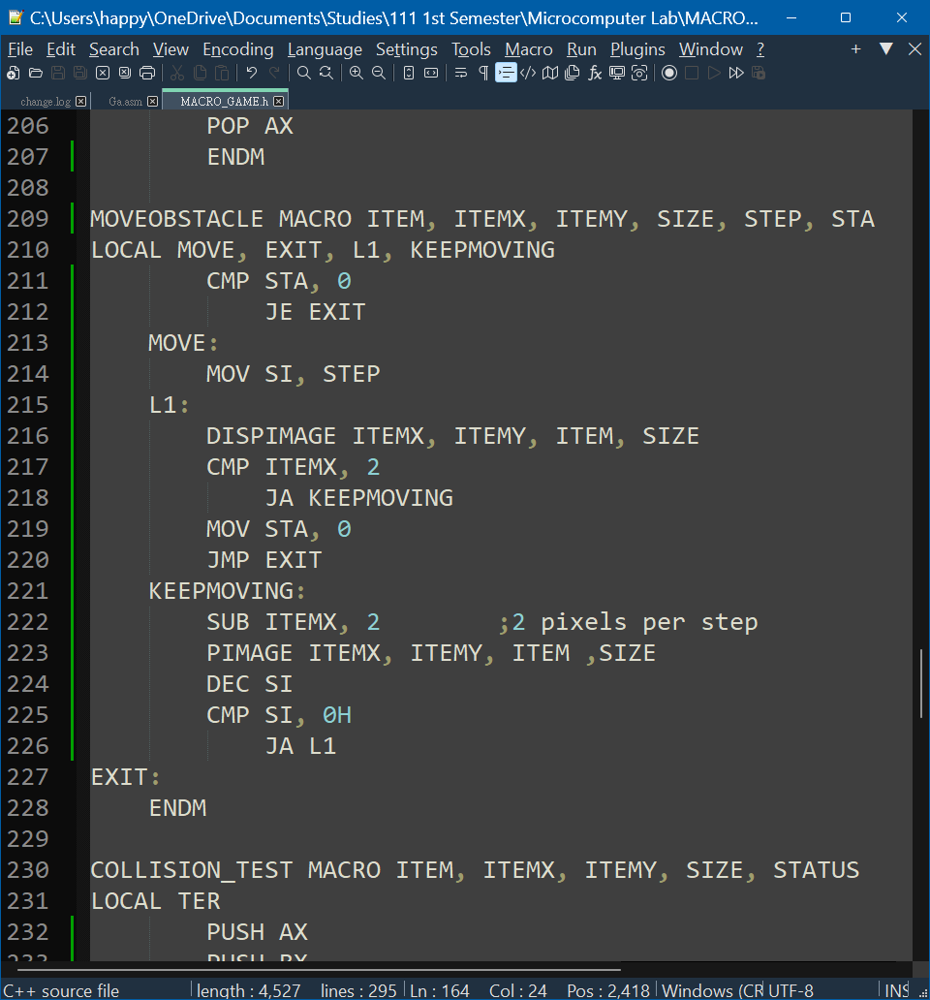 C:\Users\happy\OneDrive\Documents\Studies\111 1st Semester\Microcomputer Lab\MACRO...
File Edit Search View Encoding Language Settings Tools Macro Run Plugins Window ?
change.log Ga.asm MACRO_GAME.h
206 POP AX
207 ENDM
208
209 MOVEOBSTACLE MACRO ITEM, ITEMX, ITEMY, SIZE, STEP, STA
210 LOCAL MOVE, EXIT, L1, KEEPMOVING
211 CMP STA, 0
212 JE EXIT
213 MOVE:
214 MOV SI, STEP
215 L1:
216 DISPIMAGE ITEMX, ITEMY, ITEM, SIZE
217 CMP ITEMX, 2
218 JA KEEPMOVING
219 MOV STA, 0
220 JMP EXIT
221 KEEPMOVING:
222 SUB ITEMX, 2 ;2 pixels per step
223 PIMAGE ITEMX, ITEMY, ITEM ,SIZE
224 DEC SI
225 CMP SI, 0H
226 JA L1
227 EXIT:
228 ENDM
229
230 COLLISION_TEST MACRO ITEM, ITEMX, ITEMY, SIZE, STATUS
231 LOCAL TER
232 PUSH AX
233 PUSH BX
C++ source file length : 4,527 lines : 295 Ln : 164 Col : 24 Pos : 2,418 Windows (CR UTF-8 INS